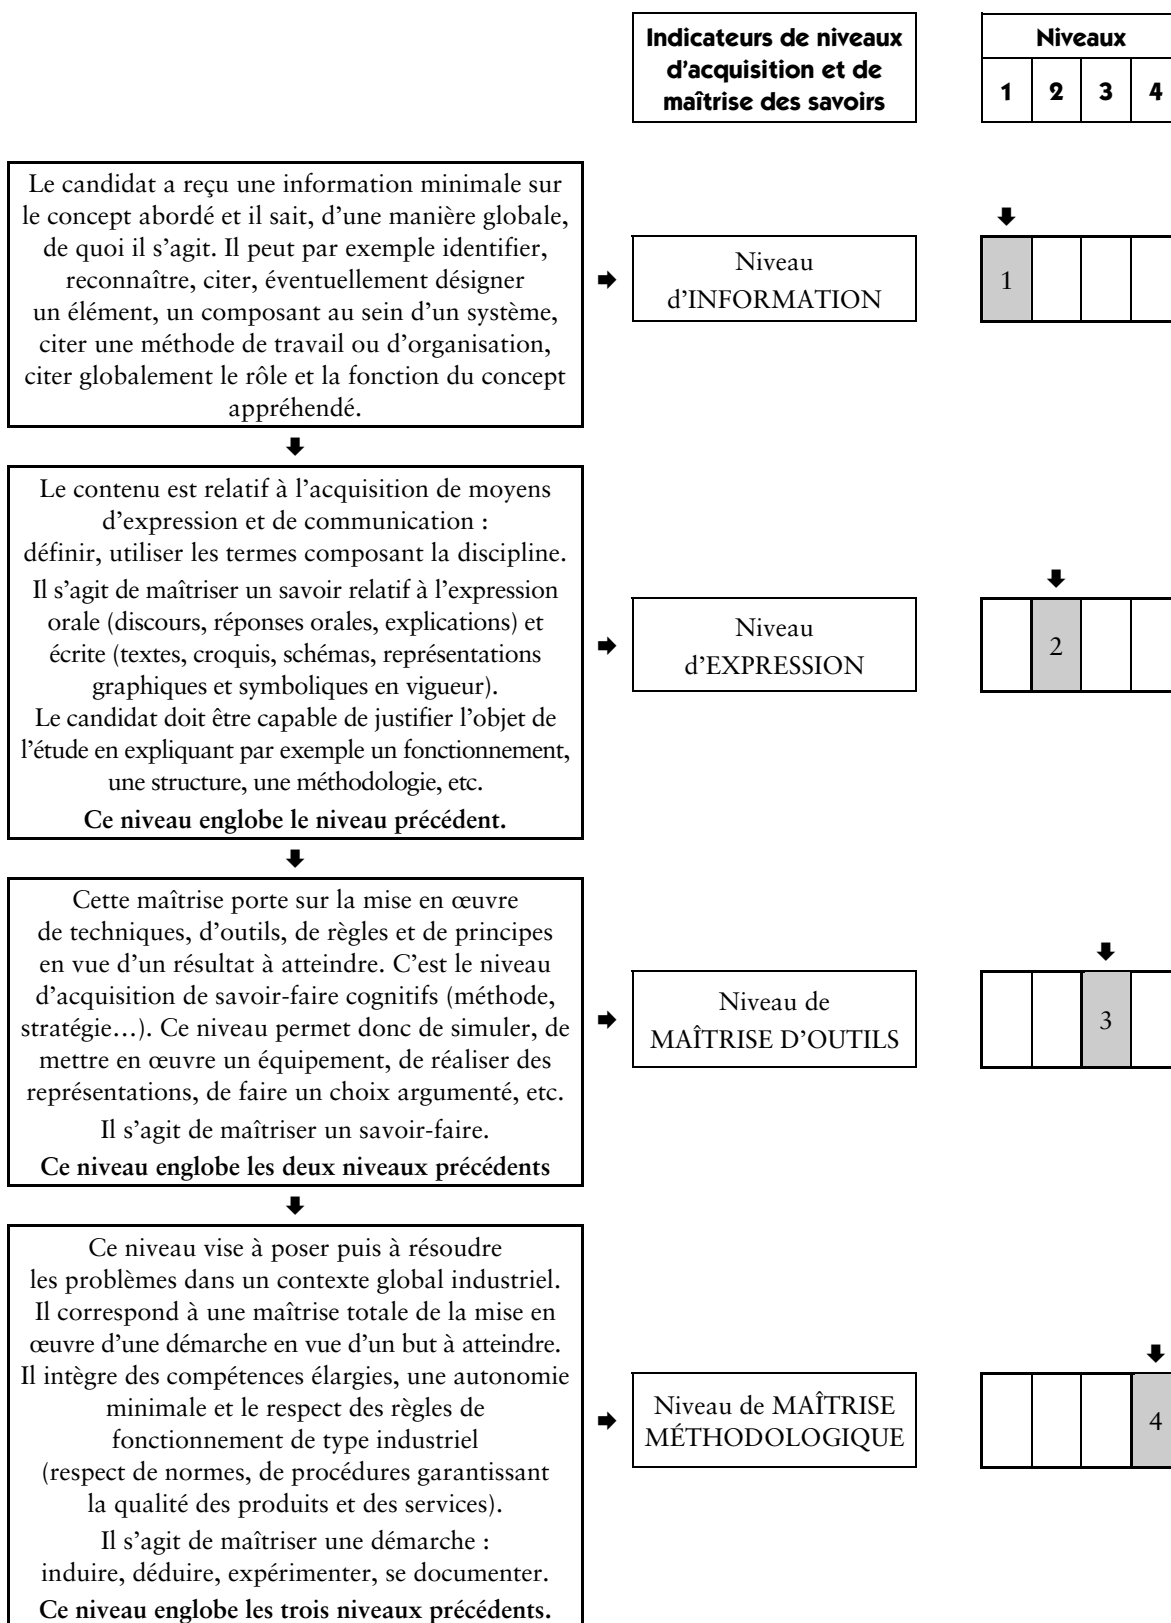 Indicateurs de niveaux
d'acquisition et de
maîtrise des savoirs
Niveaux
1 2 3 4
Le candidat a reçu une information minimale sur
le concept abordé et il sait, d'une manière globale,
de quoi il s'agit. Il peut par exemple identifier,
reconnaître, citer, éventuellement désigner
un élément, un composant au sein d'un système,
citer une méthode de travail ou d'organisation,
citer globalement le rôle et la fonction du concept
appréhendé.
Niveau
d'INFORMATION
1
Le contenu est relatif à l'acquisition de moyens
d'expression et de communication :
définir, utiliser les termes composant la discipline.
Il s'agit de maîtriser un savoir relatif à l'expression
orale (discours, réponses orales, explications) et
écrite (textes, croquis, schémas, représentations
graphiques et symboliques en vigueur).
Le candidat doit être capable de justifier l'objet de
l'étude en expliquant par exemple un fonctionnement,
une structure, une méthodologie, etc.
Ce niveau englobe le niveau précédent.
Niveau
d'EXPRESSION
2
Cette maîtrise porte sur la mise en œuvre
de techniques, d'outils, de règles et de principes
en vue d'un résultat à atteindre. C'est le niveau
d'acquisition de savoir-faire cognitifs (méthode,
stratégie…). Ce niveau permet donc de simuler, de
mettre en œuvre un équipement, de réaliser des
représentations, de faire un choix argumenté, etc.
Il s'agit de maîtriser un savoir-faire.
Ce niveau englobe les deux niveaux précédents
Niveau de
MAÎTRISE D'OUTILS
3
Ce niveau vise à poser puis à résoudre
les problèmes dans un contexte global industriel.
Il correspond à une maîtrise totale de la mise en
œuvre d'une démarche en vue d'un but à atteindre.
Il intègre des compétences élargies, une autonomie
minimale et le respect des règles de
fonctionnement de type industriel
(respect de normes, de procédures garantissant
la qualité des produits et des services).
Il s'agit de maîtriser une démarche :
induire, déduire, expérimenter, se documenter.
Ce niveau englobe les trois niveaux précédents.
Niveau de MAÎTRISE
MÉTHODOLOGIQUE
4